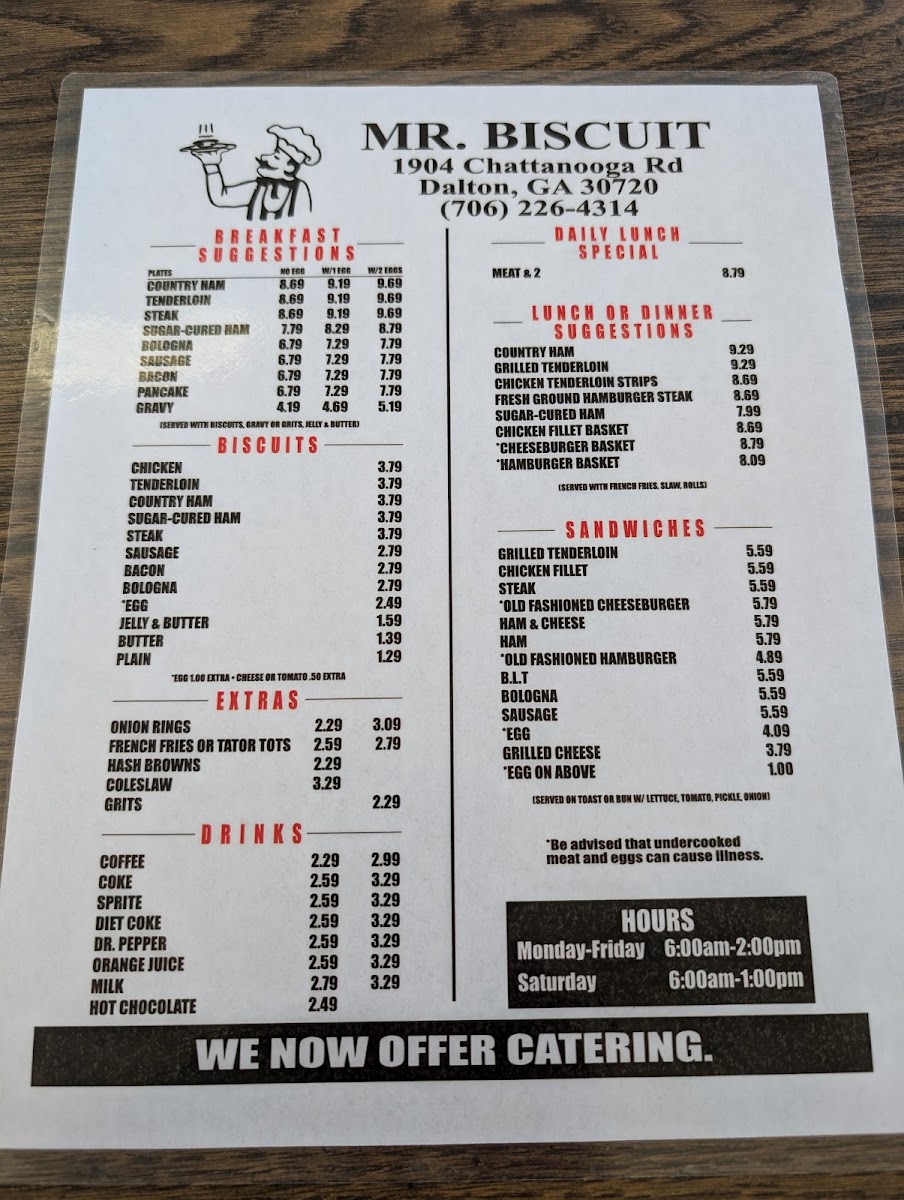 MR. BISCUIT
1904 Chattanooga Rd
Dalton, GA 30720
(706) 226-4314
BREAKFAST
SUGGESTIONS
PLATES NO EGG W/1 EGG W/2 EGGS
COUNTRY HAM 8.69 9.19 9.69
TENDERLOIN 8.69 9.19 9.69
STEAK 8.69 9.19 9.69
SUGAR-CURED HAM 7.79 8.29 8.79
BOLOGNA 6.79 7.29 7.79
SAUSAGE 6.79 7.29 7.79
BACON 6.79 7.29 7.79
PANCAKE 6.79 7.29 7.79
GRAVY 4.19 4.69 5.19
(SERVED WITH BISCUITS, GRAVY OR GRITS, JELLY & BUTTER)
BISCUITS
CHICKEN 3.79
TENDERLOIN 3.79
COUNTRY HAM 3.79
SUGAR-CURED HAM 3.79
STEAK 3.79
SAUSAGE 2.79
BACON 2.79
BOLOGNA 2.79
*EGG 2.49
JELLY & BUTTER 1.59
BUTTER 1.39
PLAIN 1.29
*EGG 1.00 EXTRA • CHEESE OR TOMATO .50 EXTRA
EXTRAS
ONION RINGS 2.29 3.09
FRENCH FRIES OR TATOR TOTS 2.59 2.79
HASH BROWNS 2.29
COLESLAW 3.29
GRITS 2.29
DRINKS
COFFEE 2.29 2.99
COKE 2.59 3.29
SPRITE 2.59 3.29
DIET COKE 2.59 3.29
DR. PEPPER 2.59 3.29
ORANGE JUICE 2.59 3.29
MILK 2.79 3.29
HOT CHOCOLATE 2.49
DAILY LUNCH
SPECIAL
MEAT & 2 8.79
LUNCH OR DINNER
SUGGESTIONS
COUNTRY HAM 9.29
GRILLED TENDERLOIN 9.29
CHICKEN TENDERLOIN STRIPS 8.69
FRESH GROUND HAMBURGER STEAK 8.69
SUGAR-CURED HAM 7.99
CHICKEN FILLET BASKET 8.69
*CHEESEBURGER BASKET 8.79
*HAMBURGER BASKET 8.09
(SERVED WITH FRENCH FRIES, SLAW, ROLLS)
SANDWICHES
GRILLED TENDERLOIN 5.59
CHICKEN FILLET 5.59
STEAK 5.59
*OLD FASHIONED CHEESEBURGER 5.79
HAM & CHEESE 5.79
HAM 5.79
*OLD FASHIONED HAMBURGER 4.89
B.L.T 5.59
BOLOGNA 5.59
SAUSAGE 5.59
*EGG 4.09
GRILLED CHEESE 3.79
*EGG ON ABOVE 1.00
(SERVED ON TOAST OR BUN W/ LETTUCE, TOMATO, PICKLE, ONION)
*Be advised that undercooked
meat and eggs can cause illness.
HOURS
Monday-Friday 6:00am-2:00pm
Saturday 6:00am-1:00pm
WE NOW OFFER CATERING.